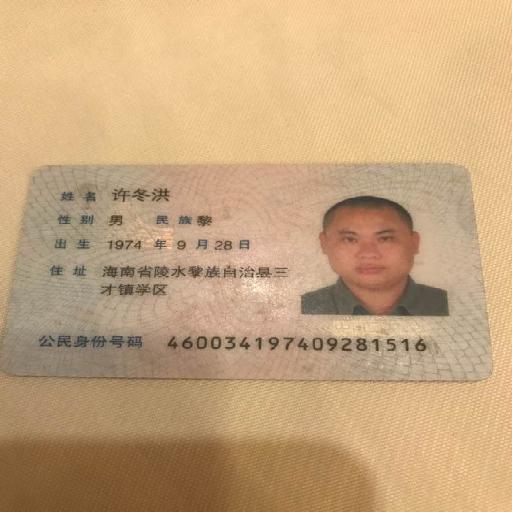 姓名 许冬洪
性别 男 民族 黎
出生 1974 年 9 月 28 日
住址 海南省陵水黎族自治县三
才镇学区
公民身份号码 460034197409281516